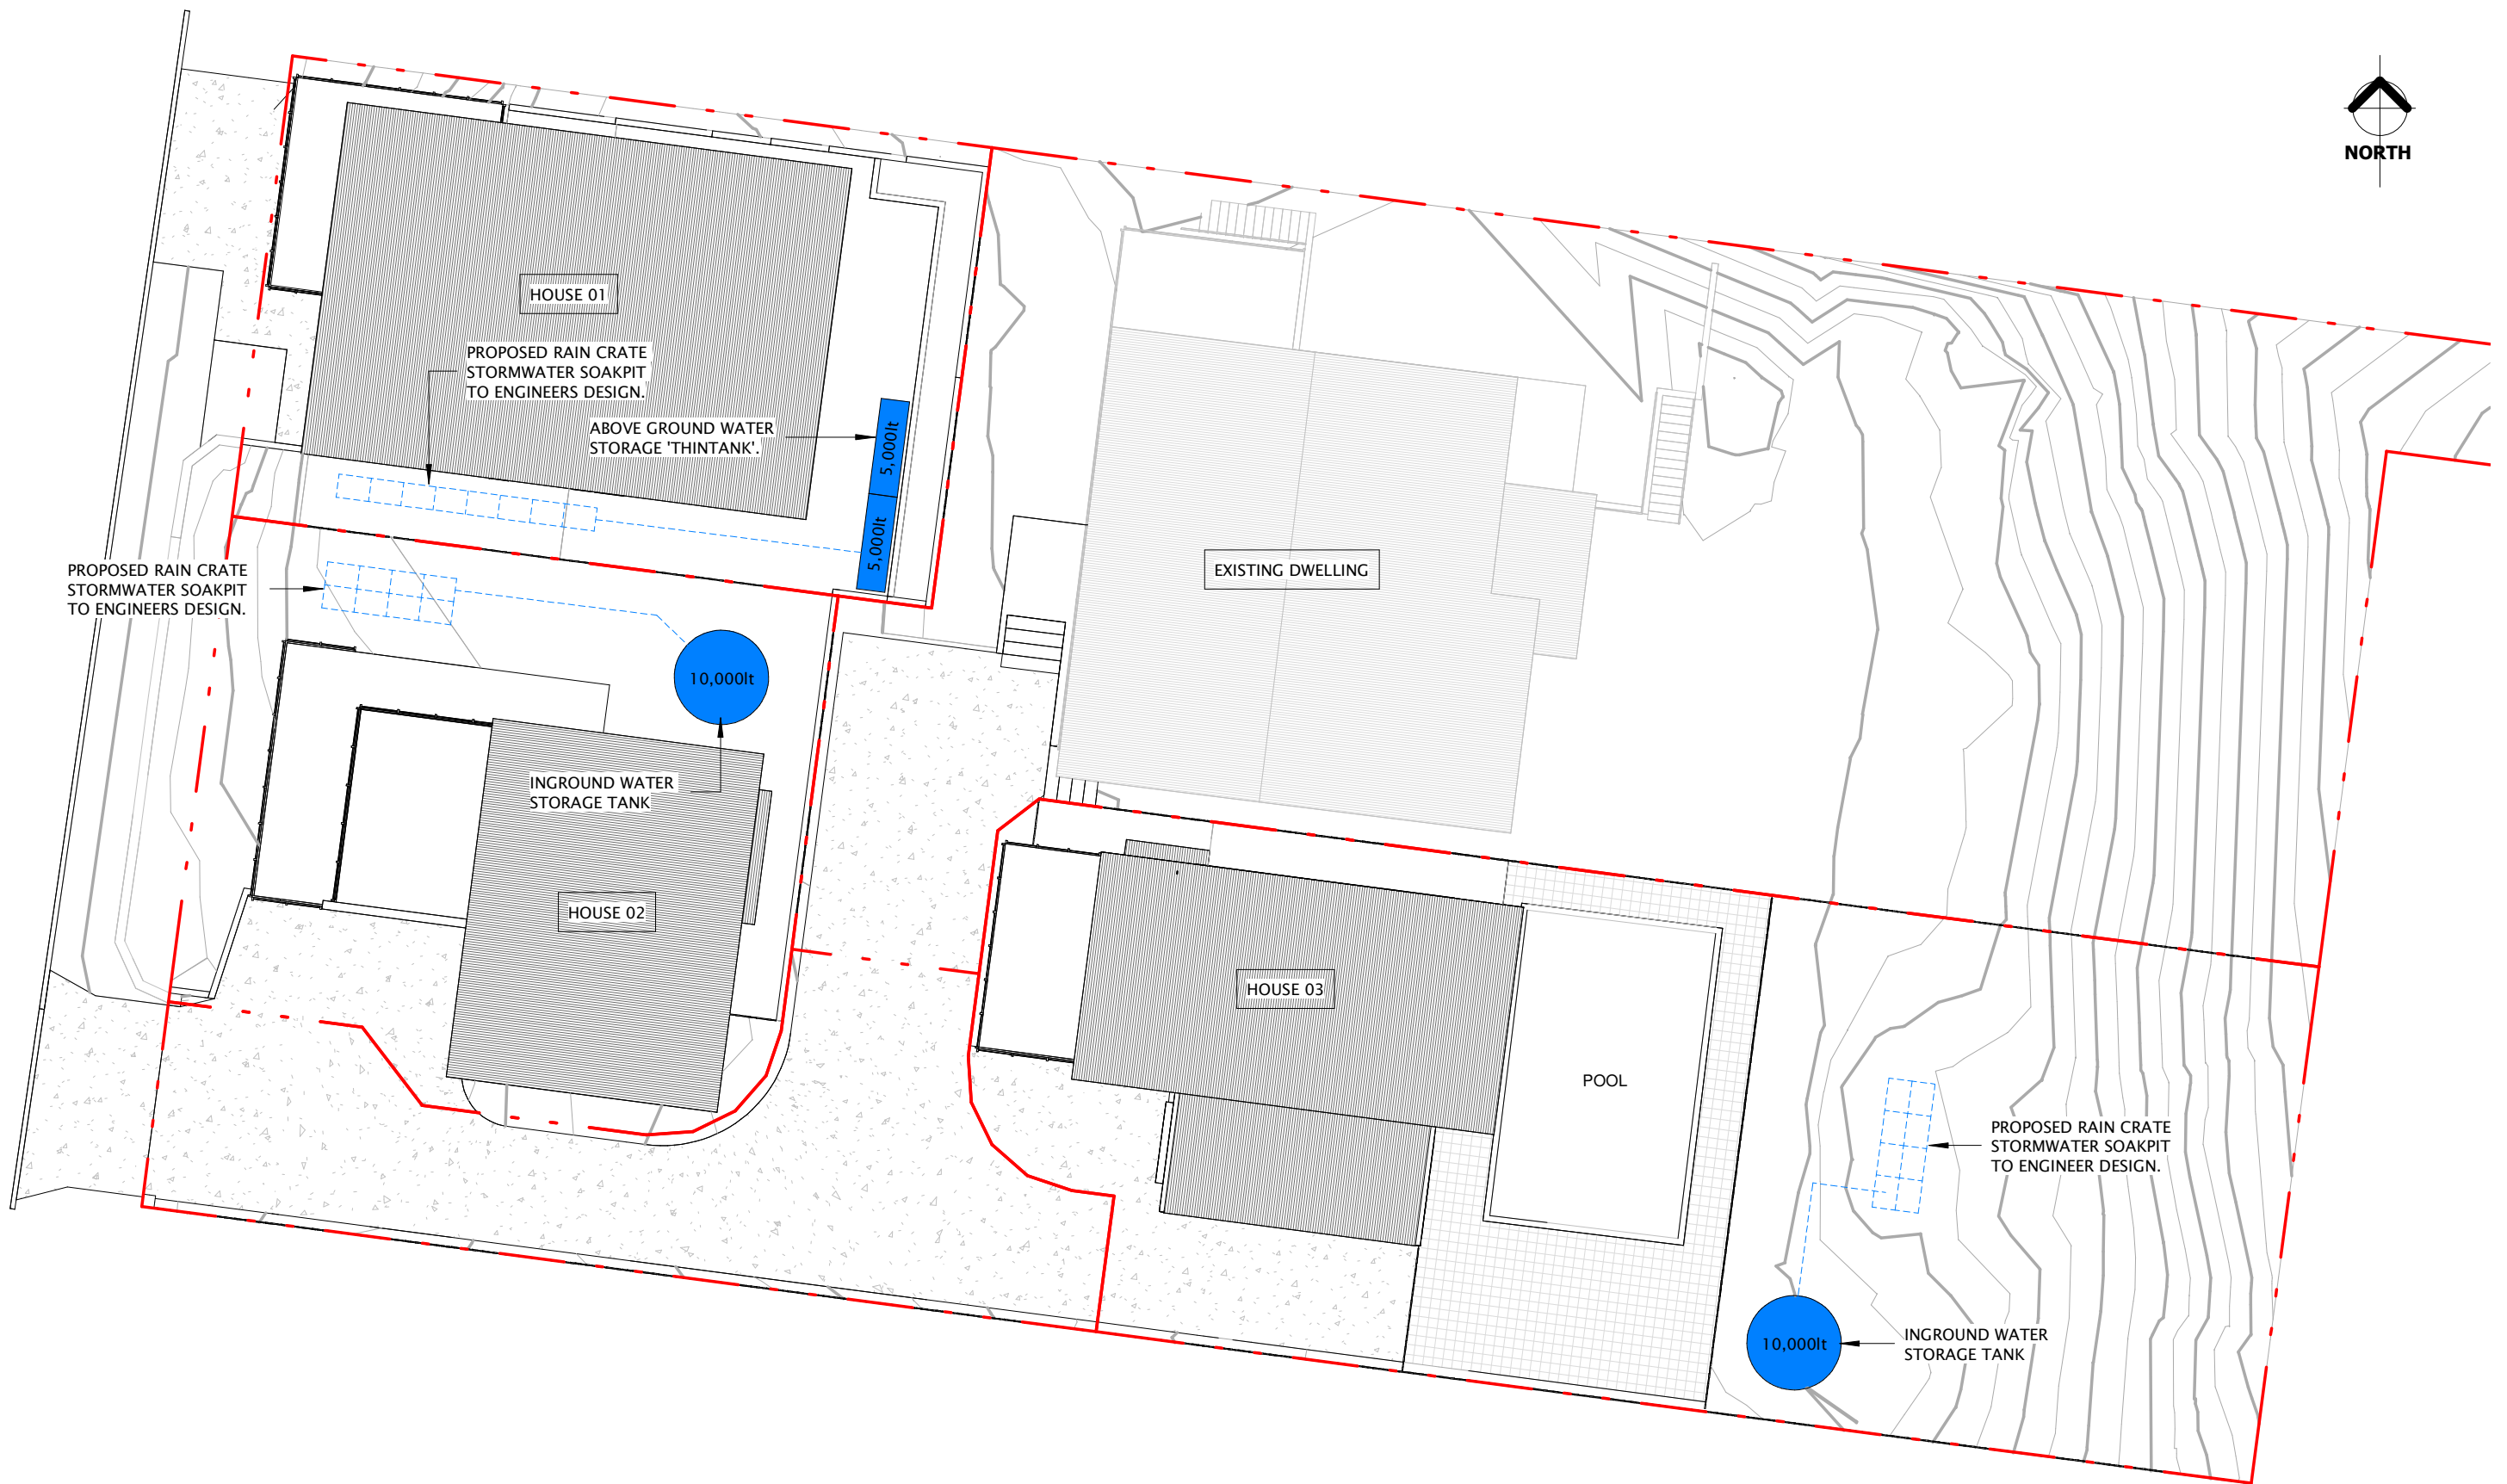 NORTH
HOUSE 01
PROPOSED RAIN CRATE
STORMWATER SOAKPIT
TO ENGINEERS DESIGN.
ABOVE GROUND WATER
STORAGE 'THINTANK'.
5,000lt
5,000lt
PROPOSED RAIN CRATE
STORMWATER SOAKPIT
TO ENGINEERS DESIGN.
EXISTING DWELLING
10,000lt
INGROUND WATER
STORAGE TANK
HOUSE 02
HOUSE 03
POOL
PROPOSED RAIN CRATE
STORMWATER SOAKPIT
TO ENGINEER DESIGN.
10,000lt
INGROUND WATER
STORAGE TANK